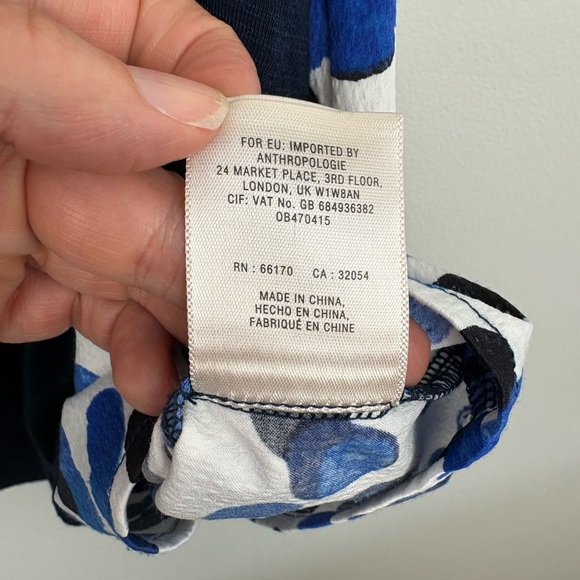 FOR EU: IMPORTED BY
ANTHROPOLOGIE
24 MARKET PLACE, 3RD FLOOR,
LONDON, UK W1W8AN
CIF: VAT No. GB 684936382
OB470415
RN : 66170 CA : 32054
MADE IN CHINA,
HECHO EN CHINA,
FABRIQUÉ EN CHINE